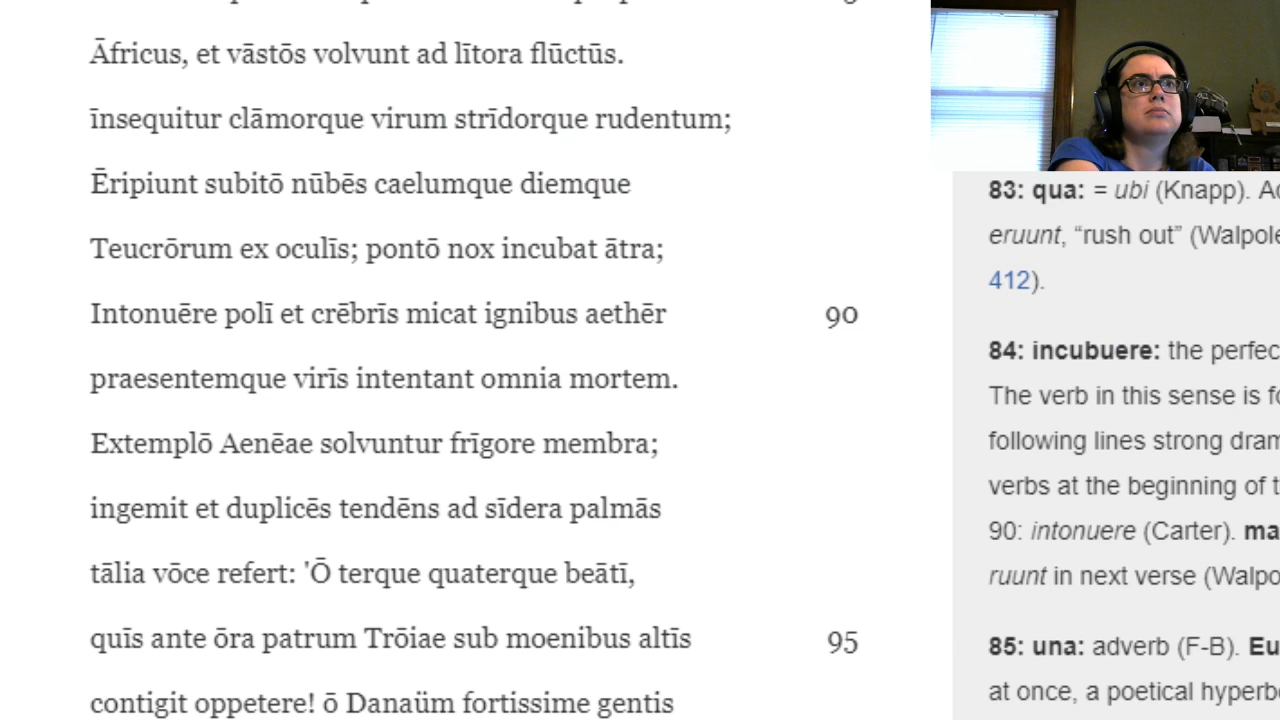 Āfricus, et vāstōs volvunt ad lītora flūctūs.
īnsequitur clāmorque virum strīdorque rudentum;
Ēripiunt subitō nūbēs caelumque diemque
Teucrōrum ex oculīs; pontō nox incubat ātra;
Intonuēre polī et crēbrīs micat ignibus aethēr 90
praesentemque virīs intentant omnia mortem.
Extemplō Aenēae solvuntur frīgore membra;
ingemit et duplicēs tendēns ad sīdera palmās
tālia vōce refert: 'Ō terque quaterque beātī,
quīs ante ōra patrum Trōiae sub moenibus altīs 95
contigit oppetere! ō Danaüm fortissime gentis
83: qua: = ubi (Knapp).
eruunt, “rush out”
412).
84: incubuere: the
The verb in this sense is
following lines strong
verbs at the beginning of
90: intonuere (Carter).
ruunt in next verse
85: una: adverb (F-B).
at once, a poetical